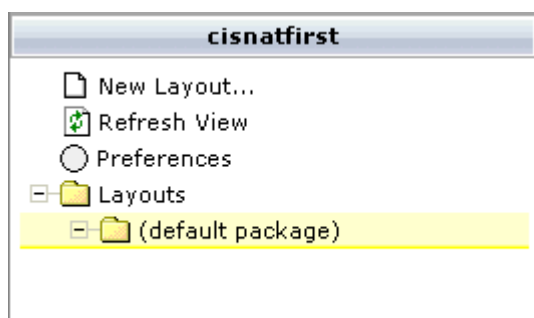 cisnatfirst
New Layout...
Refresh View
Preferences
Layouts
(default package)